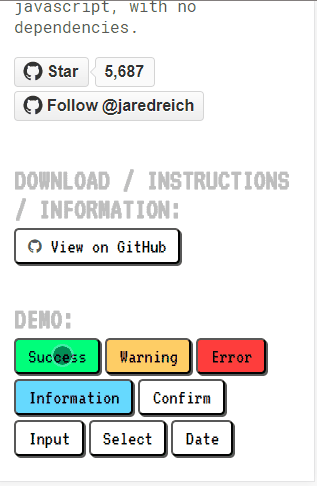 javascript, with no
dependencies.
Star 5,687
Follow @jaredreich
DOWNLOAD / INSTRUCTIONS
/ INFORMATION:
View on GitHub
DEMO:
Success Warning Error
Information Confirm
Input Select Date